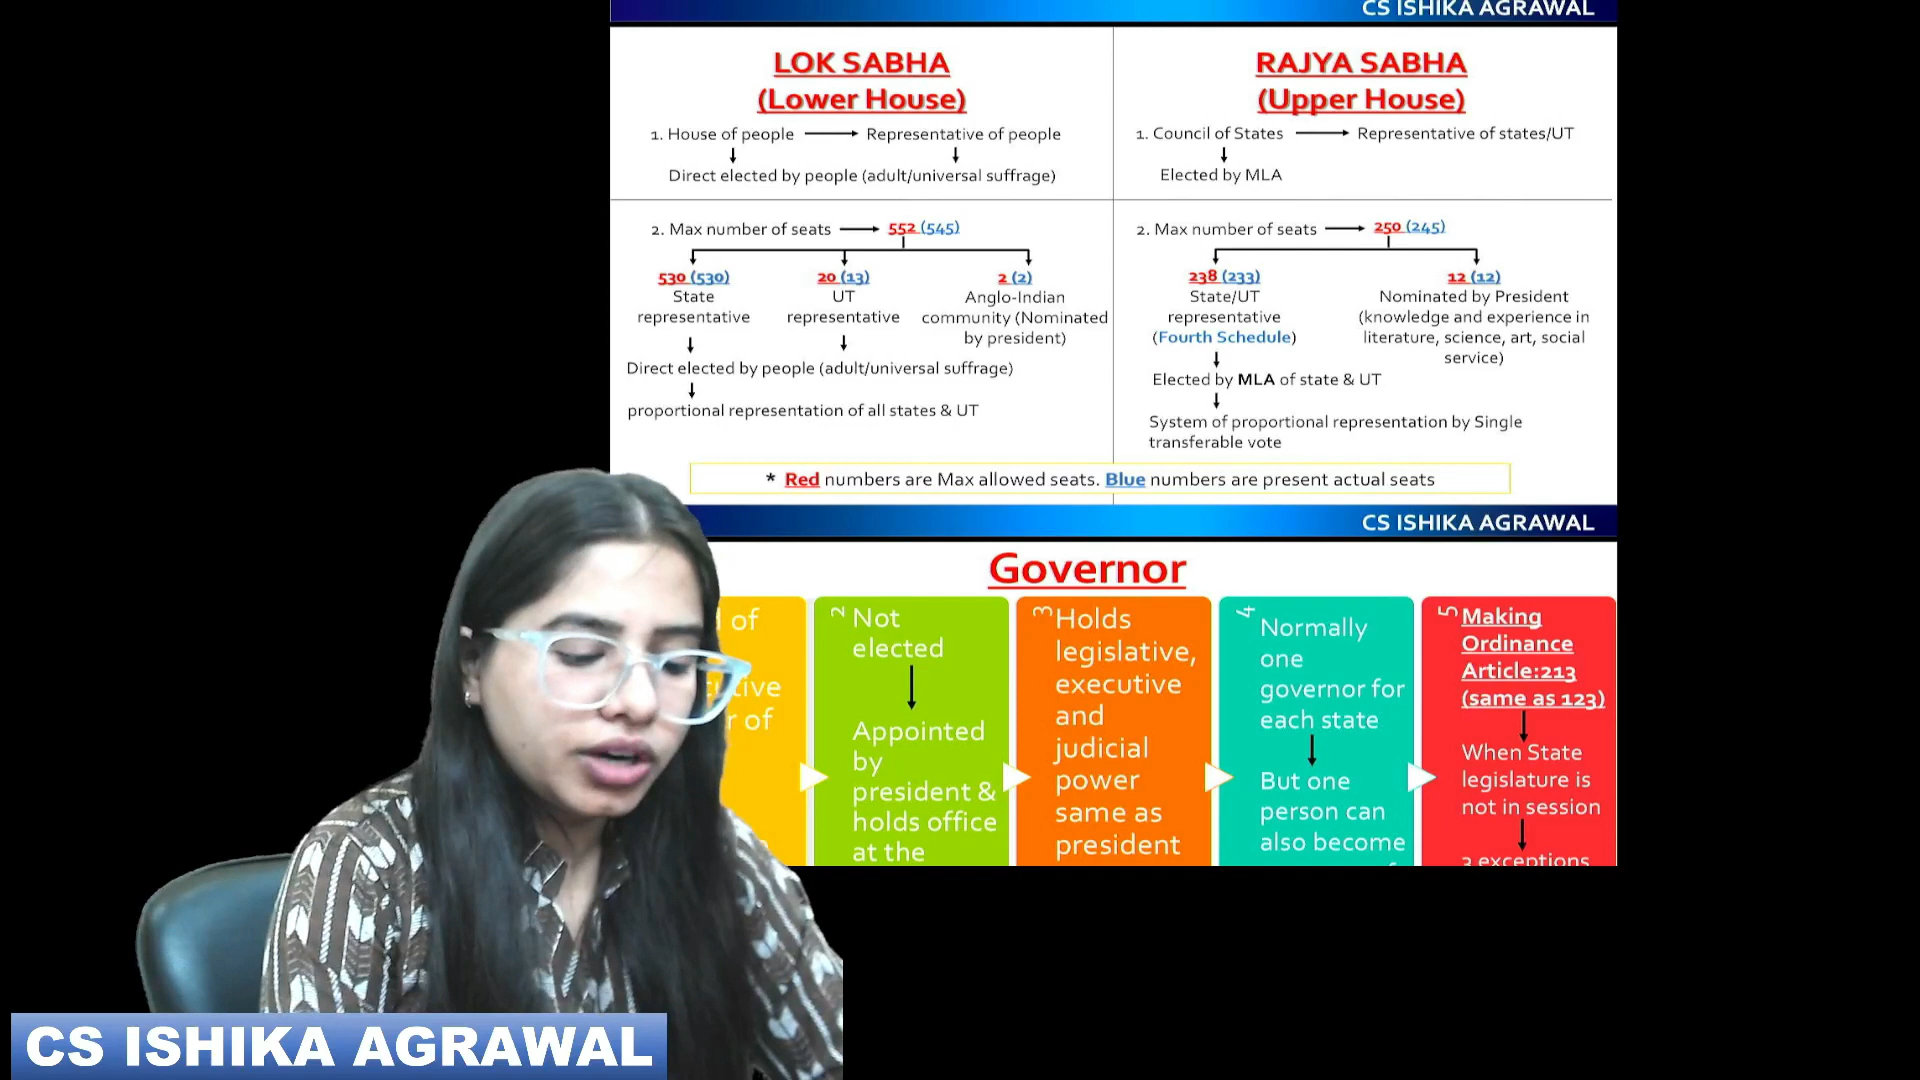 CS ISHIKA AGRAWAL
LOK SABHA
(Lower House)
1. House of people
Representative of people
Direct elected by people (adult/universal suffrage)
2. Max number of seats
552 (545)
530 (530)
State
representative
20 (13)
UT
representative
2 (2)
Anglo-Indian
community (Nominated
by president)
Direct elected by people (adult/universal suffrage)
proportional representation of all states & UT
RAJYA SABHA
(Upper House)
1. Council of States
Representative of states/UT
Elected by MLA
2. Max number of seats
250 (245)
238 (233)
State/UT
representative
(Fourth Schedule)
12 (12)
Nominated by President
(knowledge and experience in
literature, science, art, social
service)
Elected by MLA of state & UT
System of proportional representation by Single
transferable vote
* Red numbers are Max allowed seats. Blue numbers are present actual seats
CS ISHIKA AGRAWAL
Governor
of
of
2
Not
elected
Appointed
by
president &
holds office
at the
3
Holds
legislative,
executive
and
judicial
power
same as
president
4
Normally
one
governor for
each state
But one
person can
also become
5
Making
Ordinance
Article:213
(same as 123)
When State
legislature is
not in session
3 exceptions
CS ISHIKA AGRAWAL